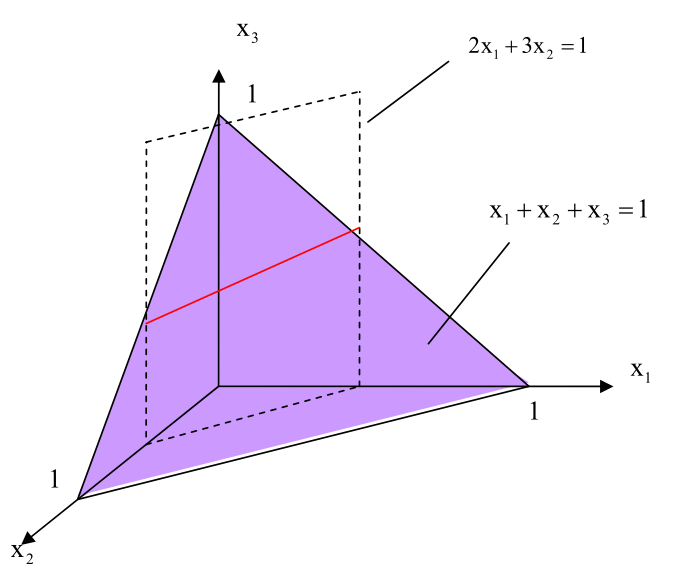 x₃
2x₁ + 3x₂ = 1
1
x₁ + x₂ + x₃ = 1
x₁
1
1
x₂